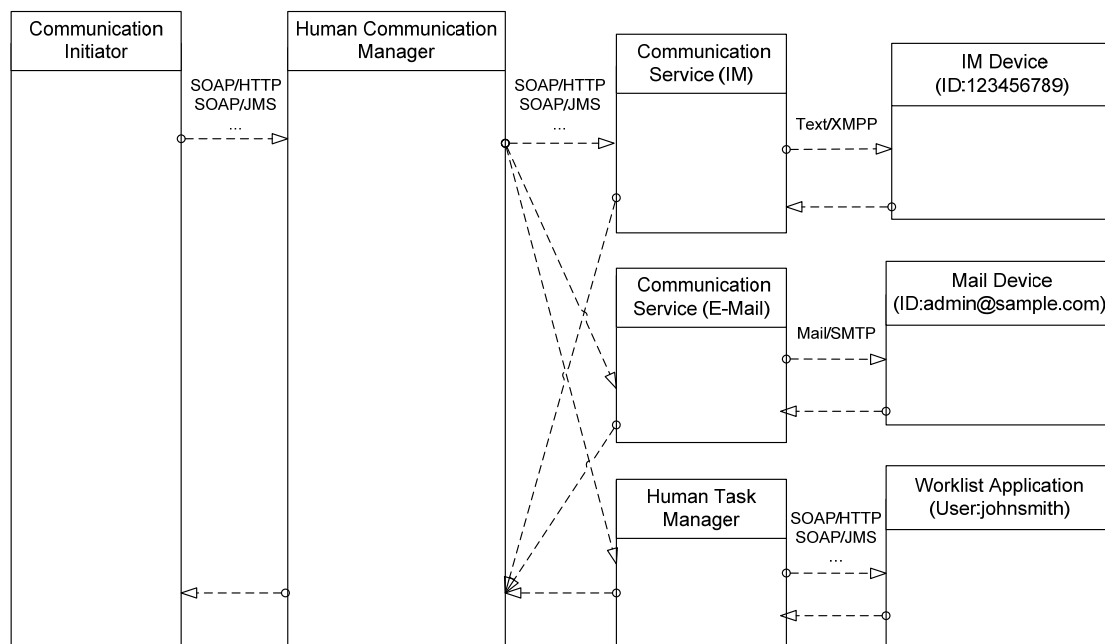 Communication
Initiator
Human Communication
Manager
SOAP/HTTP
SOAP/JMS
...
SOAP/HTTP
SOAP/JMS
...
Communication
Service (IM)
Text/XMPP
IM Device
(ID:123456789)
Communication
Service (E-Mail)
Mail/SMTP
Mail Device
(ID:admin@sample.com)
Human Task
Manager
SOAP/HTTP
SOAP/JMS
...
Worklist Application
(User:johnsmith)